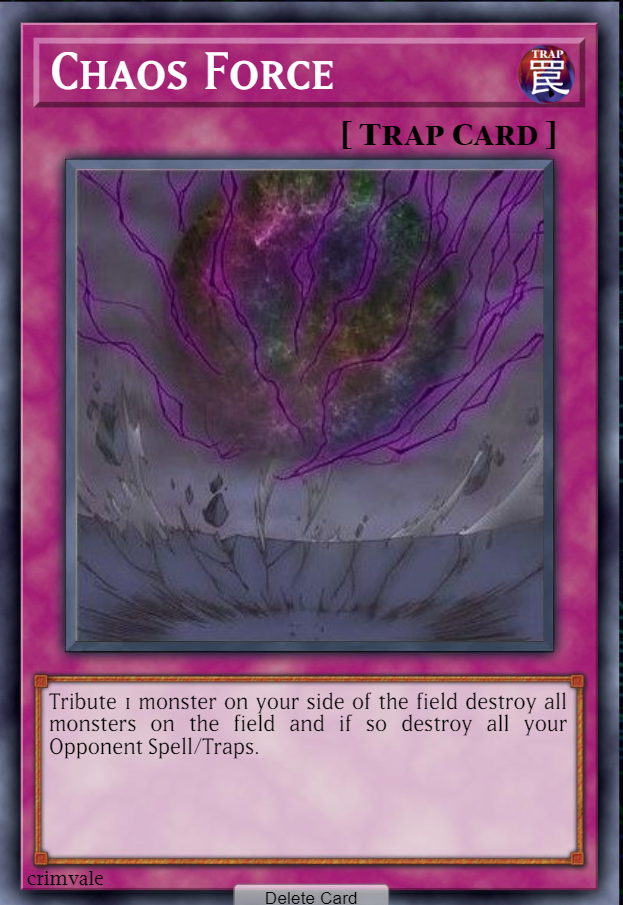 Chaos Force
TRAP
罠
[ Trap Card ]
Tribute 1 monster on your side of the field destroy all
monsters on the field and if so destroy all your
Opponent Spell/Traps.
crimvale
Delete Card